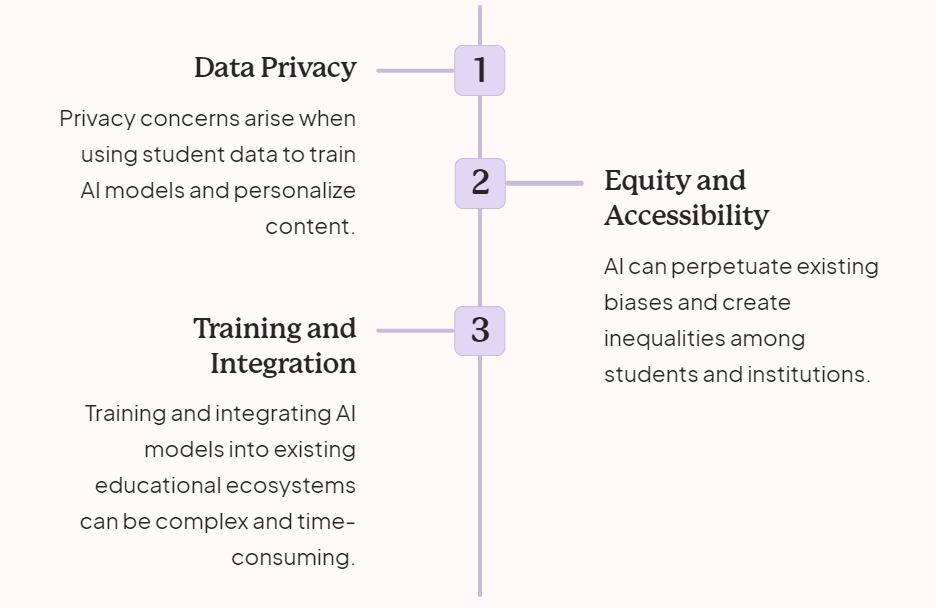 1
Data Privacy
Privacy concerns arise when
using student data to train
AI models and personalize
content.
2
Equity and
Accessibility
AI can perpetuate existing
biases and create
inequalities among
students and institutions.
3
Training and
Integration
Training and integrating AI
models into existing
educational ecosystems
can be complex and time-
consuming.